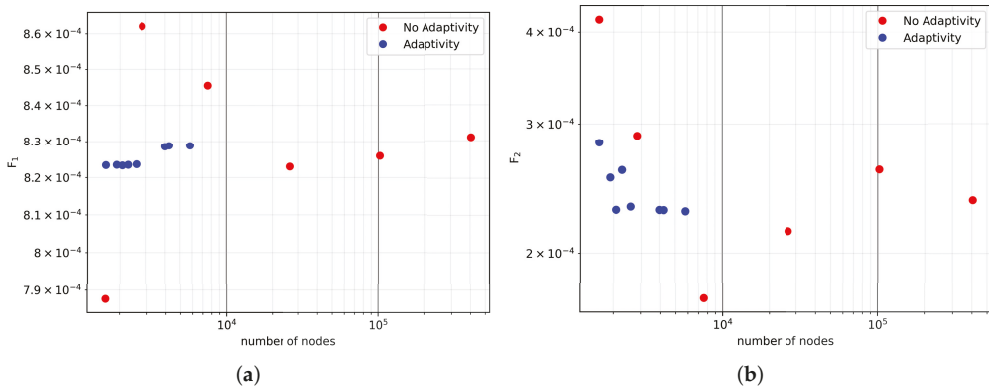 8.6 × 10⁻⁴
8.5 × 10⁻⁴
8.4 × 10⁻⁴
8.3 × 10⁻⁴
8.2 × 10⁻⁴
8.1 × 10⁻⁴
8 × 10⁻⁴
7.9 × 10⁻⁴
F₁
No Adaptivity
Adaptivity
10⁴
10⁵
number of nodes
(a)
4 × 10⁻⁴
3 × 10⁻⁴
2 × 10⁻⁴
F₂
No Adaptivity
Adaptivity
10⁴
10⁵
number of nodes
(b)